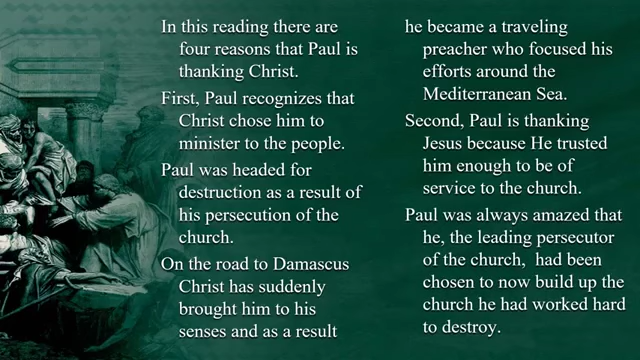 In this reading there are
four reasons that Paul is
thanking Christ.
First, Paul recognizes that
Christ chose him to
minister to the people.
Paul was headed for
destruction as a result of
his persecution of the
church.
On the road to Damascus
Christ has suddenly
brought him to his
senses and as a result
he became a traveling
preacher who focused his
efforts around the
Mediterranean Sea.
Second, Paul is thanking
Jesus because He trusted
him enough to be of
service to the church.
Paul was always amazed that
he, the leading persecutor
of the church,  had been
chosen to now build up the
church he had worked hard
to destroy.